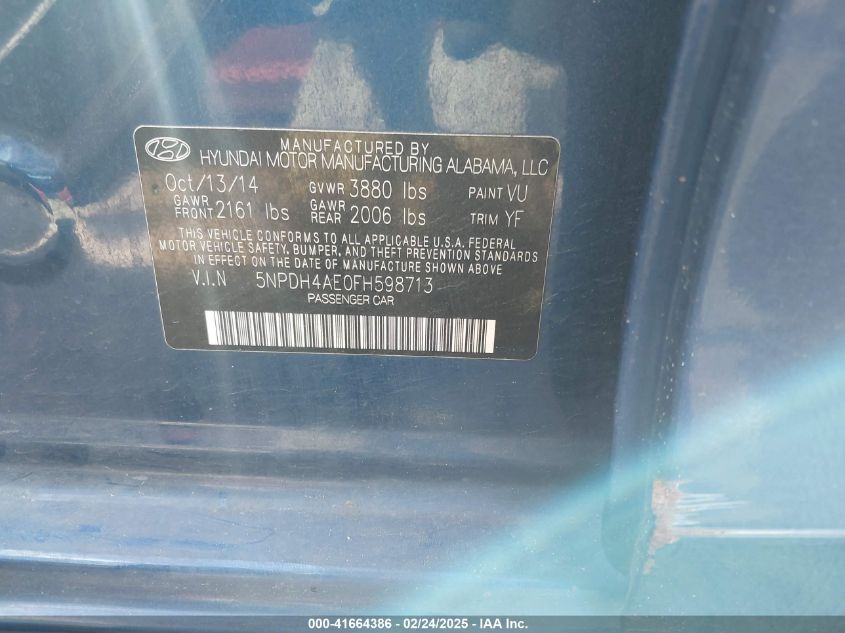 MANUFACTURED BY
HYUNDAI MOTOR MANUFACTURING ALABAMA, LLC
Oct/13/14 GVWR 3880 lbs PAINT VU
GAWR FRONT 2161 lbs GAWR REAR 2006 lbs TRIM YF
THIS VEHICLE CONFORMS TO ALL APPLICABLE U.S.A. FEDERAL
MOTOR VEHICLE SAFETY, BUMPER, AND THEFT PREVENTION STANDARDS
IN EFFECT ON THE DATE OF MANUFACTURE SHOWN ABOVE
V.I.N 5NPDH4AE0FH598713
PASSENGER CAR
000-41664386 - 02/24/2025 - IAA Inc.